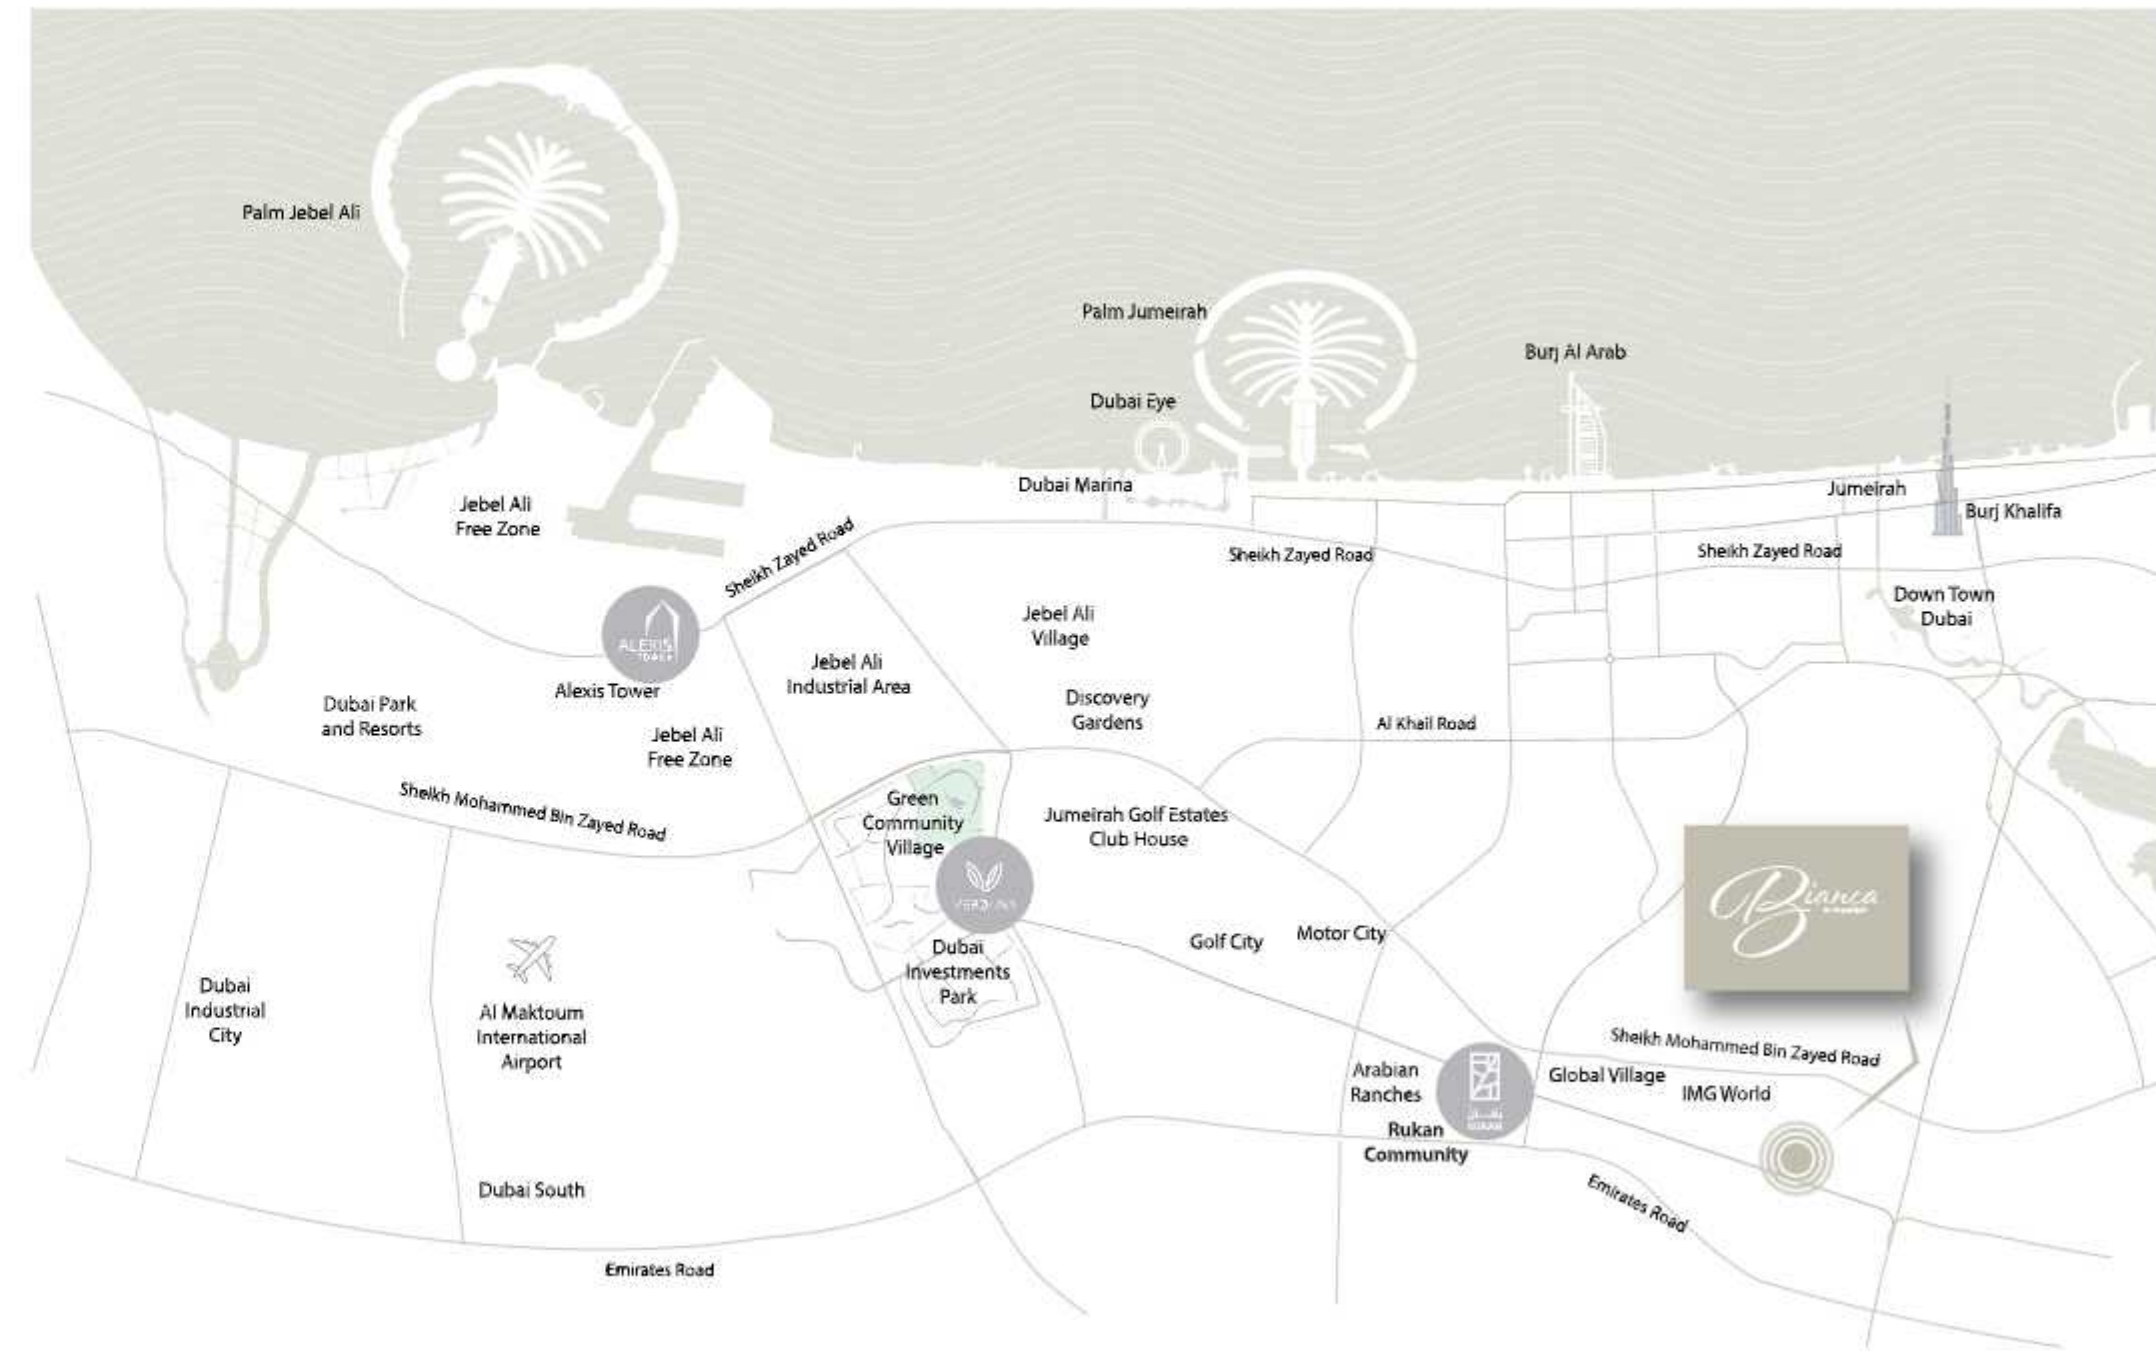 Palm Jebel Ali
Palm Jumeirah
Burj Al Arab
Dubai Eye
Dubai Marina
Jumeirah
Jebel Ali
Free Zone
Burj Khalifa
Sheikh Zayed Road
Sheikh Zayed Road
Sheikh Zayed Road
Down Town
Dubai
Jebel Ali
Village
ALEXIS
TOWER
Jebel Ali
Industrial Area
Alexis Tower
Dubai Park
and Resorts
Discovery
Gardens
Al Khail Road
Jebel Ali
Free Zone
Sheikh Mohammed Bin Zayed Road
Green
Community
Village
Jumeirah Golf Estates
Club House
Bianca
Golf City
Motor City
Dubai
Investments
Park
Dubai
Industrial
City
Al Maktoum
International
Airport
Sheikh Mohammed Bin Zayed Road
Arabian
Ranches
Global Village
IMG World
Rukan
Community
Dubai South
Emirates Road
Emirates Road